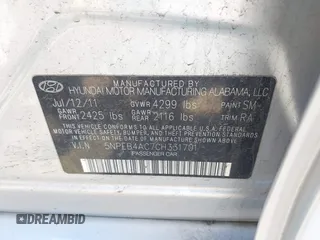 MANUFACTURED BY
HYUNDAI MOTOR MANUFACTURING ALABAMA, LLC
Jul/12/11 GVWR 4299 lbs PAINT SM-
GAWR FRONT 2425 lbs GAWR REAR 2116 lbs TRIM RA
THIS VEHICLE CONFORMS TO ALL APPLICABLE U.S. FEDERAL
MOTOR VEHICLE SAFETY, BUMPER, AND THEFT PREVENTION STANDARDS
IN EFFECT ON THE DATE OF MANUFACTURE SHOWN ABOVE.
V.I.N. 5NPEB4AC7CH351701
PASSENGER CAR
DREAMBID